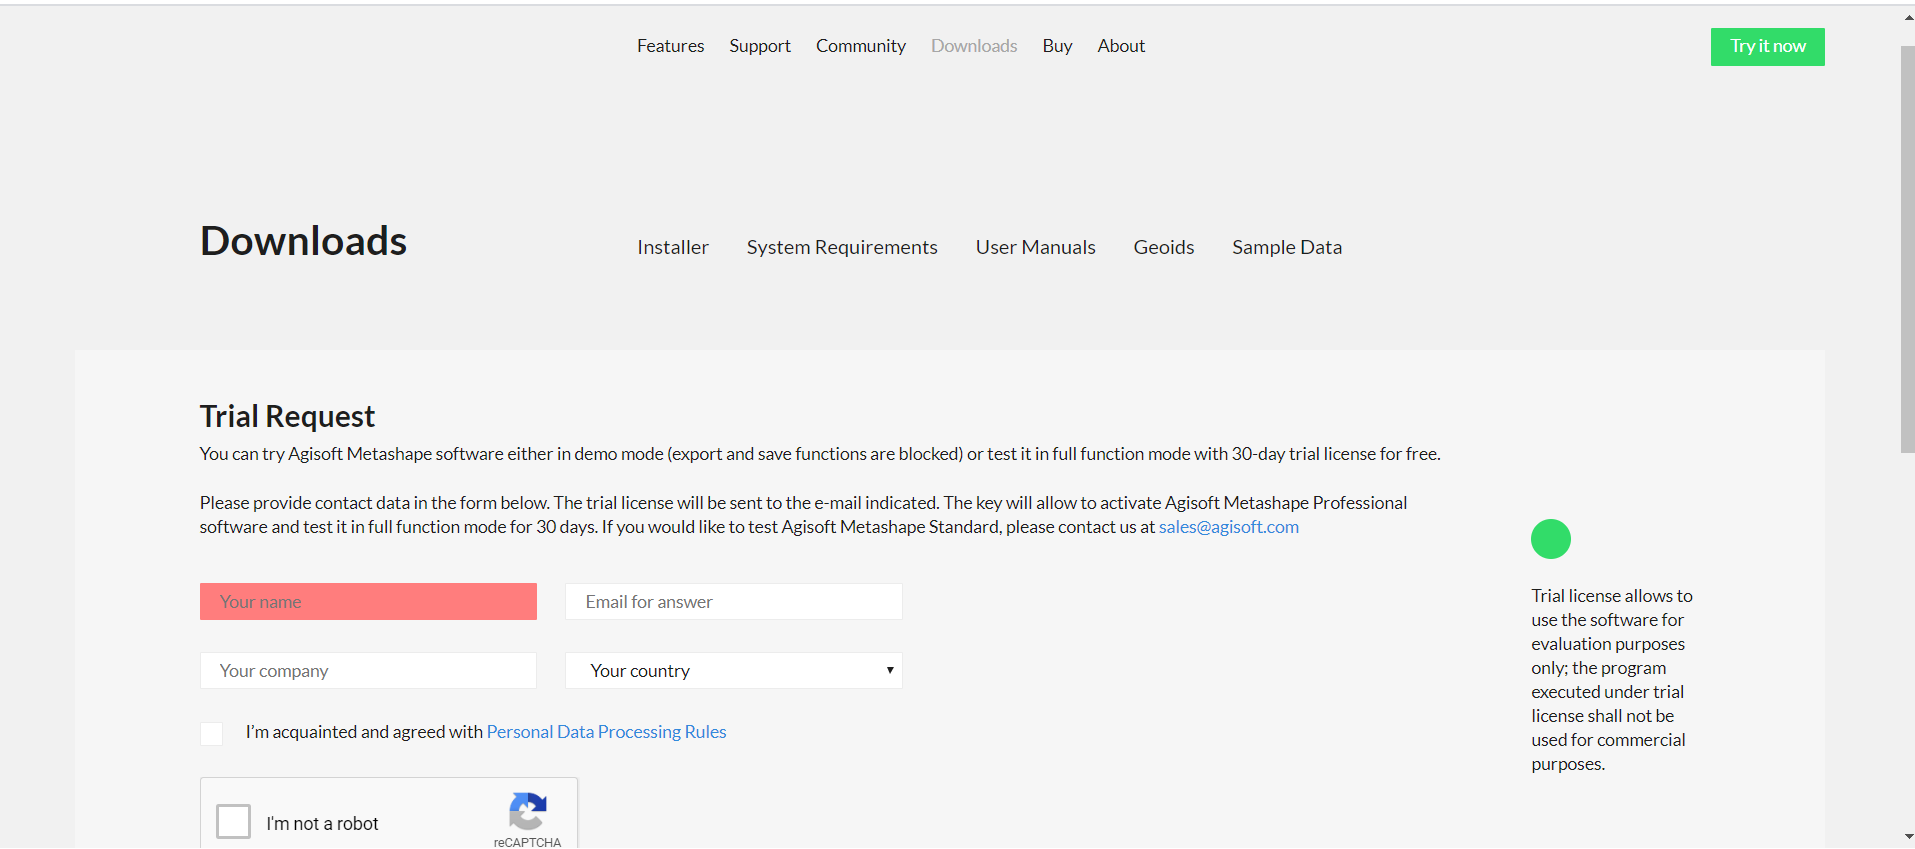 Features Support Community Downloads Buy About Try it now
Downloads
Installer System Requirements User Manuals Geoids Sample Data
Trial Request
You can try Agisoft Metashape software either in demo mode (export and save functions are blocked) or test it in full function mode with 30-day trial license for free.
Please provide contact data in the form below. The trial license will be sent to the e-mail indicated. The key will allow to activate Agisoft Metashape Professional
software and test it in full function mode for 30 days. If you would like to test Agisoft Metashape Standard, please contact us at sales@agisoft.com
Your name
Email for answer
Your company
Your country
I'm acquainted and agreed with Personal Data Processing Rules
I'm not a robot
reCAPTCHA
Trial license allows to
use the software for
evaluation purposes
only; the program
executed under trial
license shall not be
used for commercial
purposes.